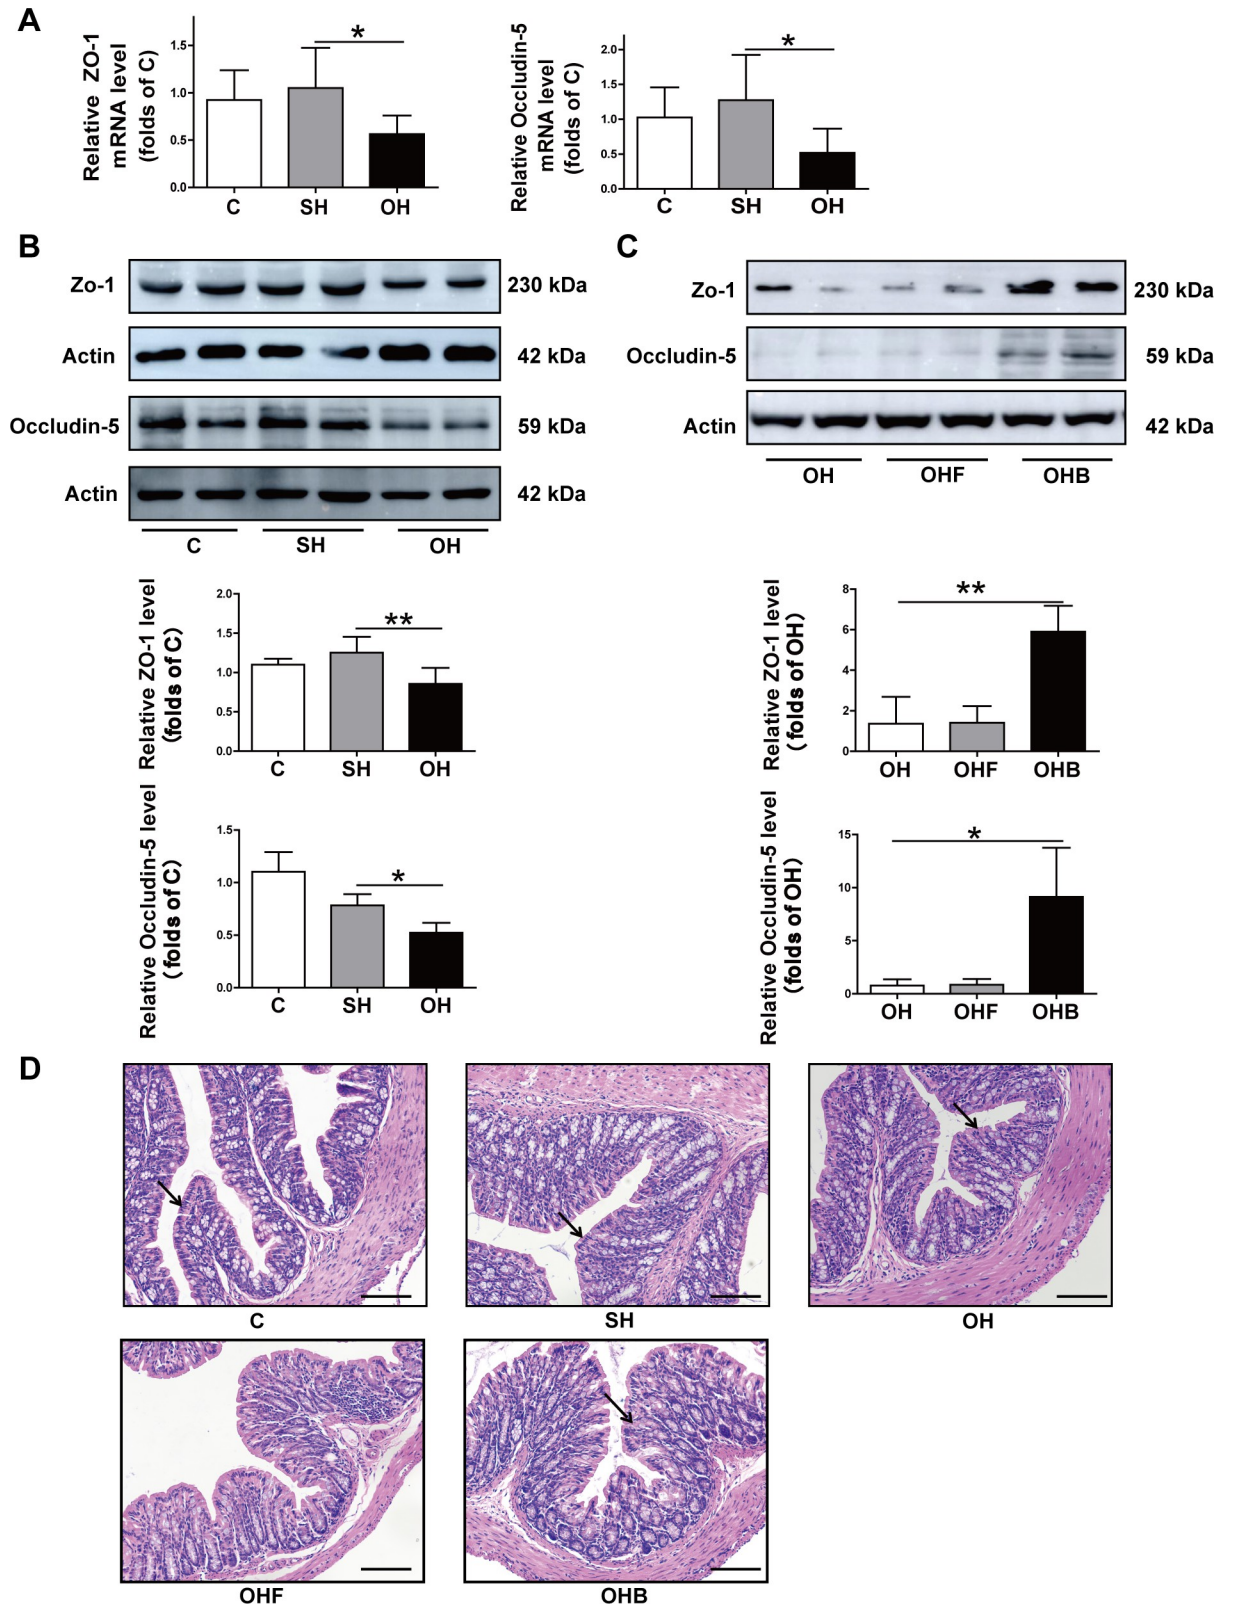 A
Relative ZO-1
mRNA level
(folds of C)
1.5
1.0
0.5
0.0
*
C SH OH
Relative Occludin-5
mRNA level
(folds of C)
2.0
1.5
1.0
0.5
0.0
*
C SH OH
B
Zo-1 230 kDa
Actin 42 kDa
Occludin-5 59 kDa
Actin 42 kDa
C SH OH
C
Zo-1 230 kDa
Occludin-5 59 kDa
Actin 42 kDa
OH OHF OHB
Relative ZO-1 level
(folds of C)
2.0
1.5
1.0
0.5
0.0
**
C SH OH
Relative ZO-1 level
(folds of OH)
8
6
4
2
0
**
OH OHF OHB
Relative Occludin-5 level
(folds of C)
1.5
1.0
0.5
0.0
*
C SH OH
Relative Occludin-5 level
(folds of OH)
15
10
5
0
*
OH OHF OHB
D
C SH OH
OHF OHB